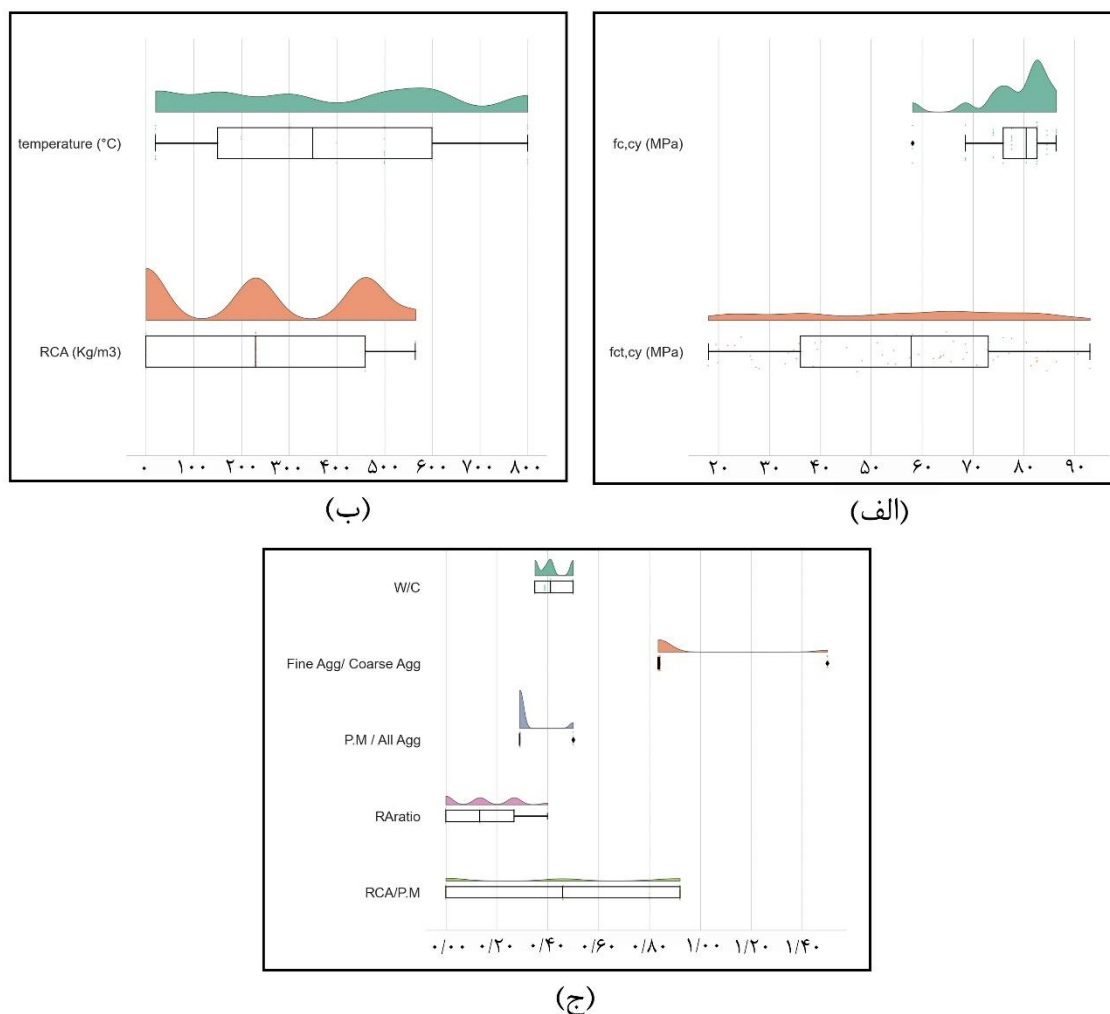 temperature (°C)
RCA (Kg/m3)
۰ ۱۰۰ ۲۰۰ ۳۰۰ ۴۰۰ ۵۰۰ ۶۰۰ ۷۰۰ ۸۰۰
(ب)
fc,cy (MPa)
fct,cy (MPa)
۲۰ ۳۰ ۴۰ ۵۰ ۶۰ ۷۰ ۸۰ ۹۰
(الف)
W/C
Fine Agg/ Coarse Agg
P.M / All Agg
RAratio
RCA/P.M
۰/۰۰ ۰/۲۰ ۰/۴۰ ۰/۶۰ ۰/۸۰ ۱/۰۰ ۱/۲۰ ۱/۴۰
(ج)